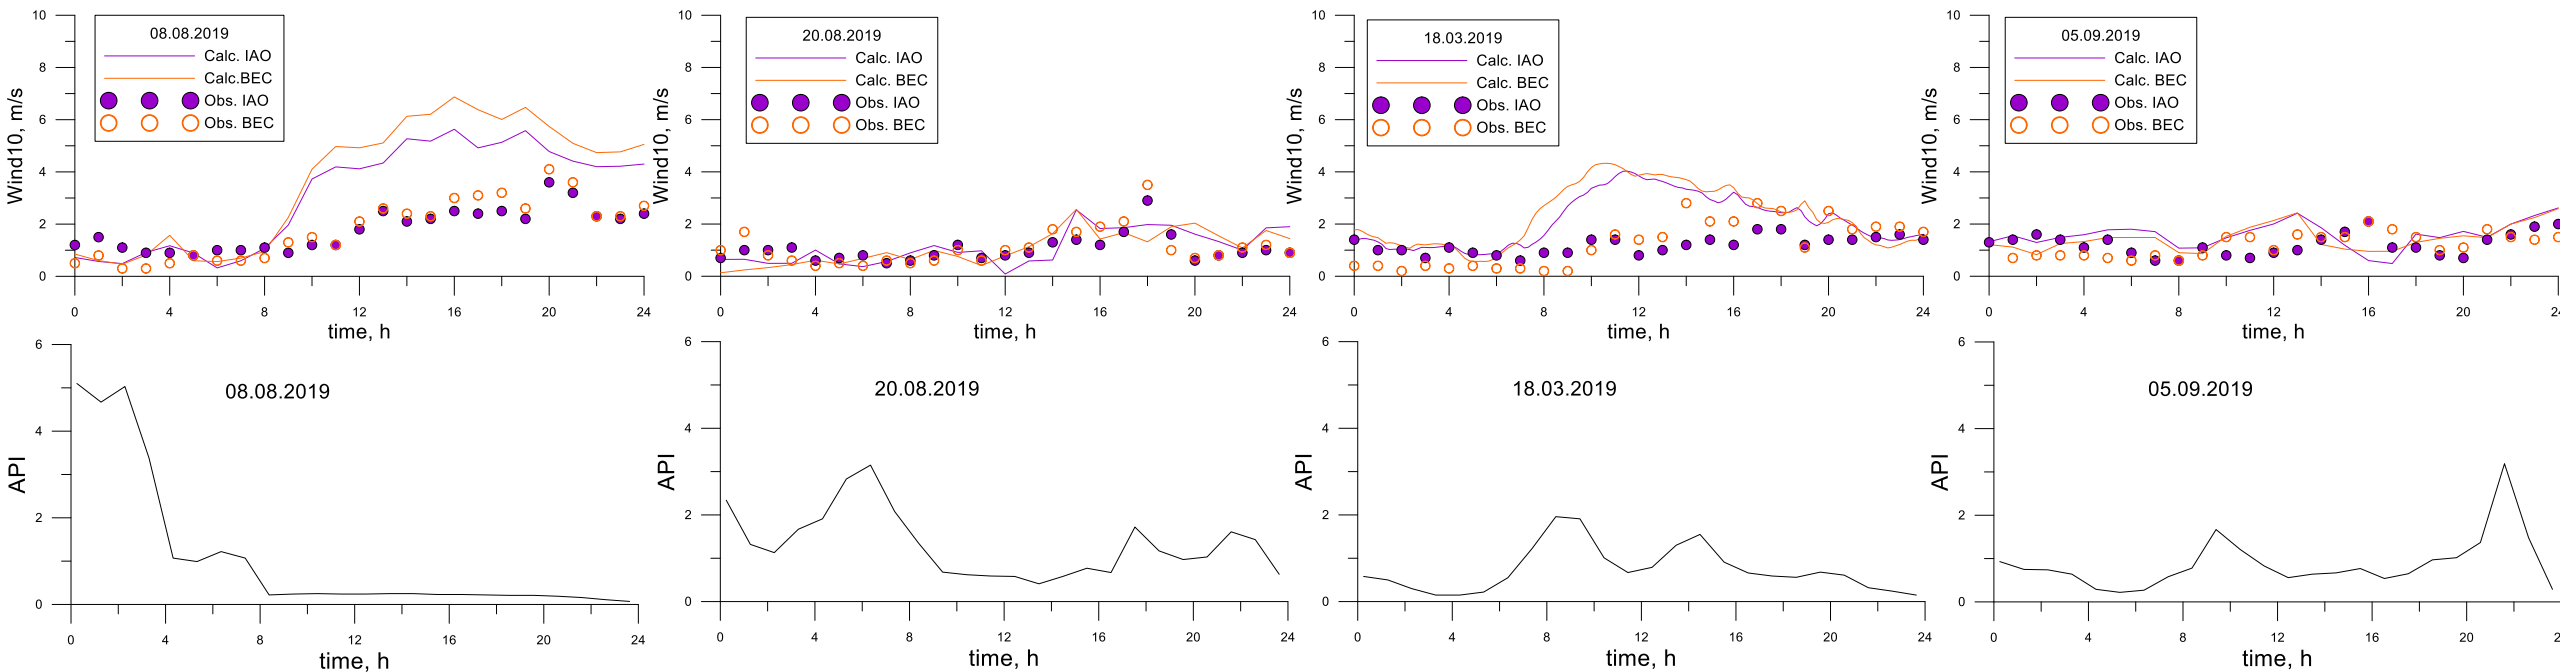 10
8
6
4
2
0
Wind10, m/s
08.08.2019
Calc. IAO
Calc.BEC
Obs. IAO
Obs. BEC
0 4 8 12 16 20 24
time, h
10
8
6
4
2
0
Wind10, m/s
20.08.2019
Calc. IAO
Calc. BEC
Obs. IAO
Obs. BEC
0 4 8 12 16 20 24
time, h
10
8
6
4
2
0
Wind10, m/s
18.03.2019
Calc. IAO
Calc. BEC
Obs. IAO
Obs. BEC
0 4 8 12 16 20 24
time, h
10
8
6
4
2
0
Wind10, m/s
05.09.2019
Calc. IAO
Calc. BEC
Obs. IAO
Obs. BEC
0 4 8 12 16 20
time, h
6
4
2
0
API
08.08.2019
0 4 8 12 16 20 24
time, h
6
4
2
0
API
20.08.2019
0 4 8 12 16 20 24
time, h
6
4
2
0
API
18.03.2019
0 4 8 12 16 20 24
time, h
6
4
2
0
API
05.09.2019
0 4 8 12 16 20
time, h